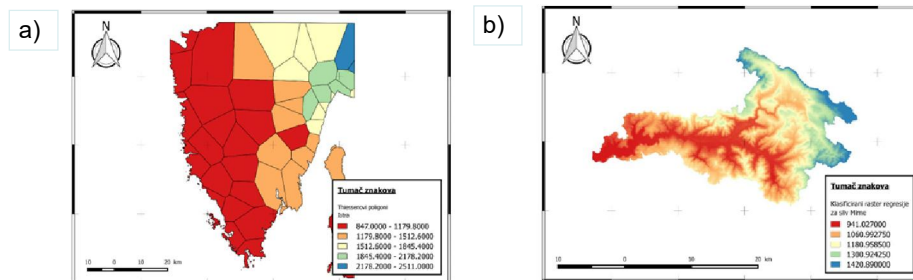 a)
N
Tumač znakova
Thiessenovi poligoni
Istre
847.0000 - 1179.8000
1179.8000 - 1512.6000
1512.6000 - 1845.4000
1845.4000 - 2178.2000
2178.2000 - 2511.0000
10 0 10 20 km
b)
N
Tumač znakova
Klasificirani raster regresije
za sliv Mirne
941.027000
1060.992750
1180.958500
1300.924250
1420.890000
10 0 10 20 km